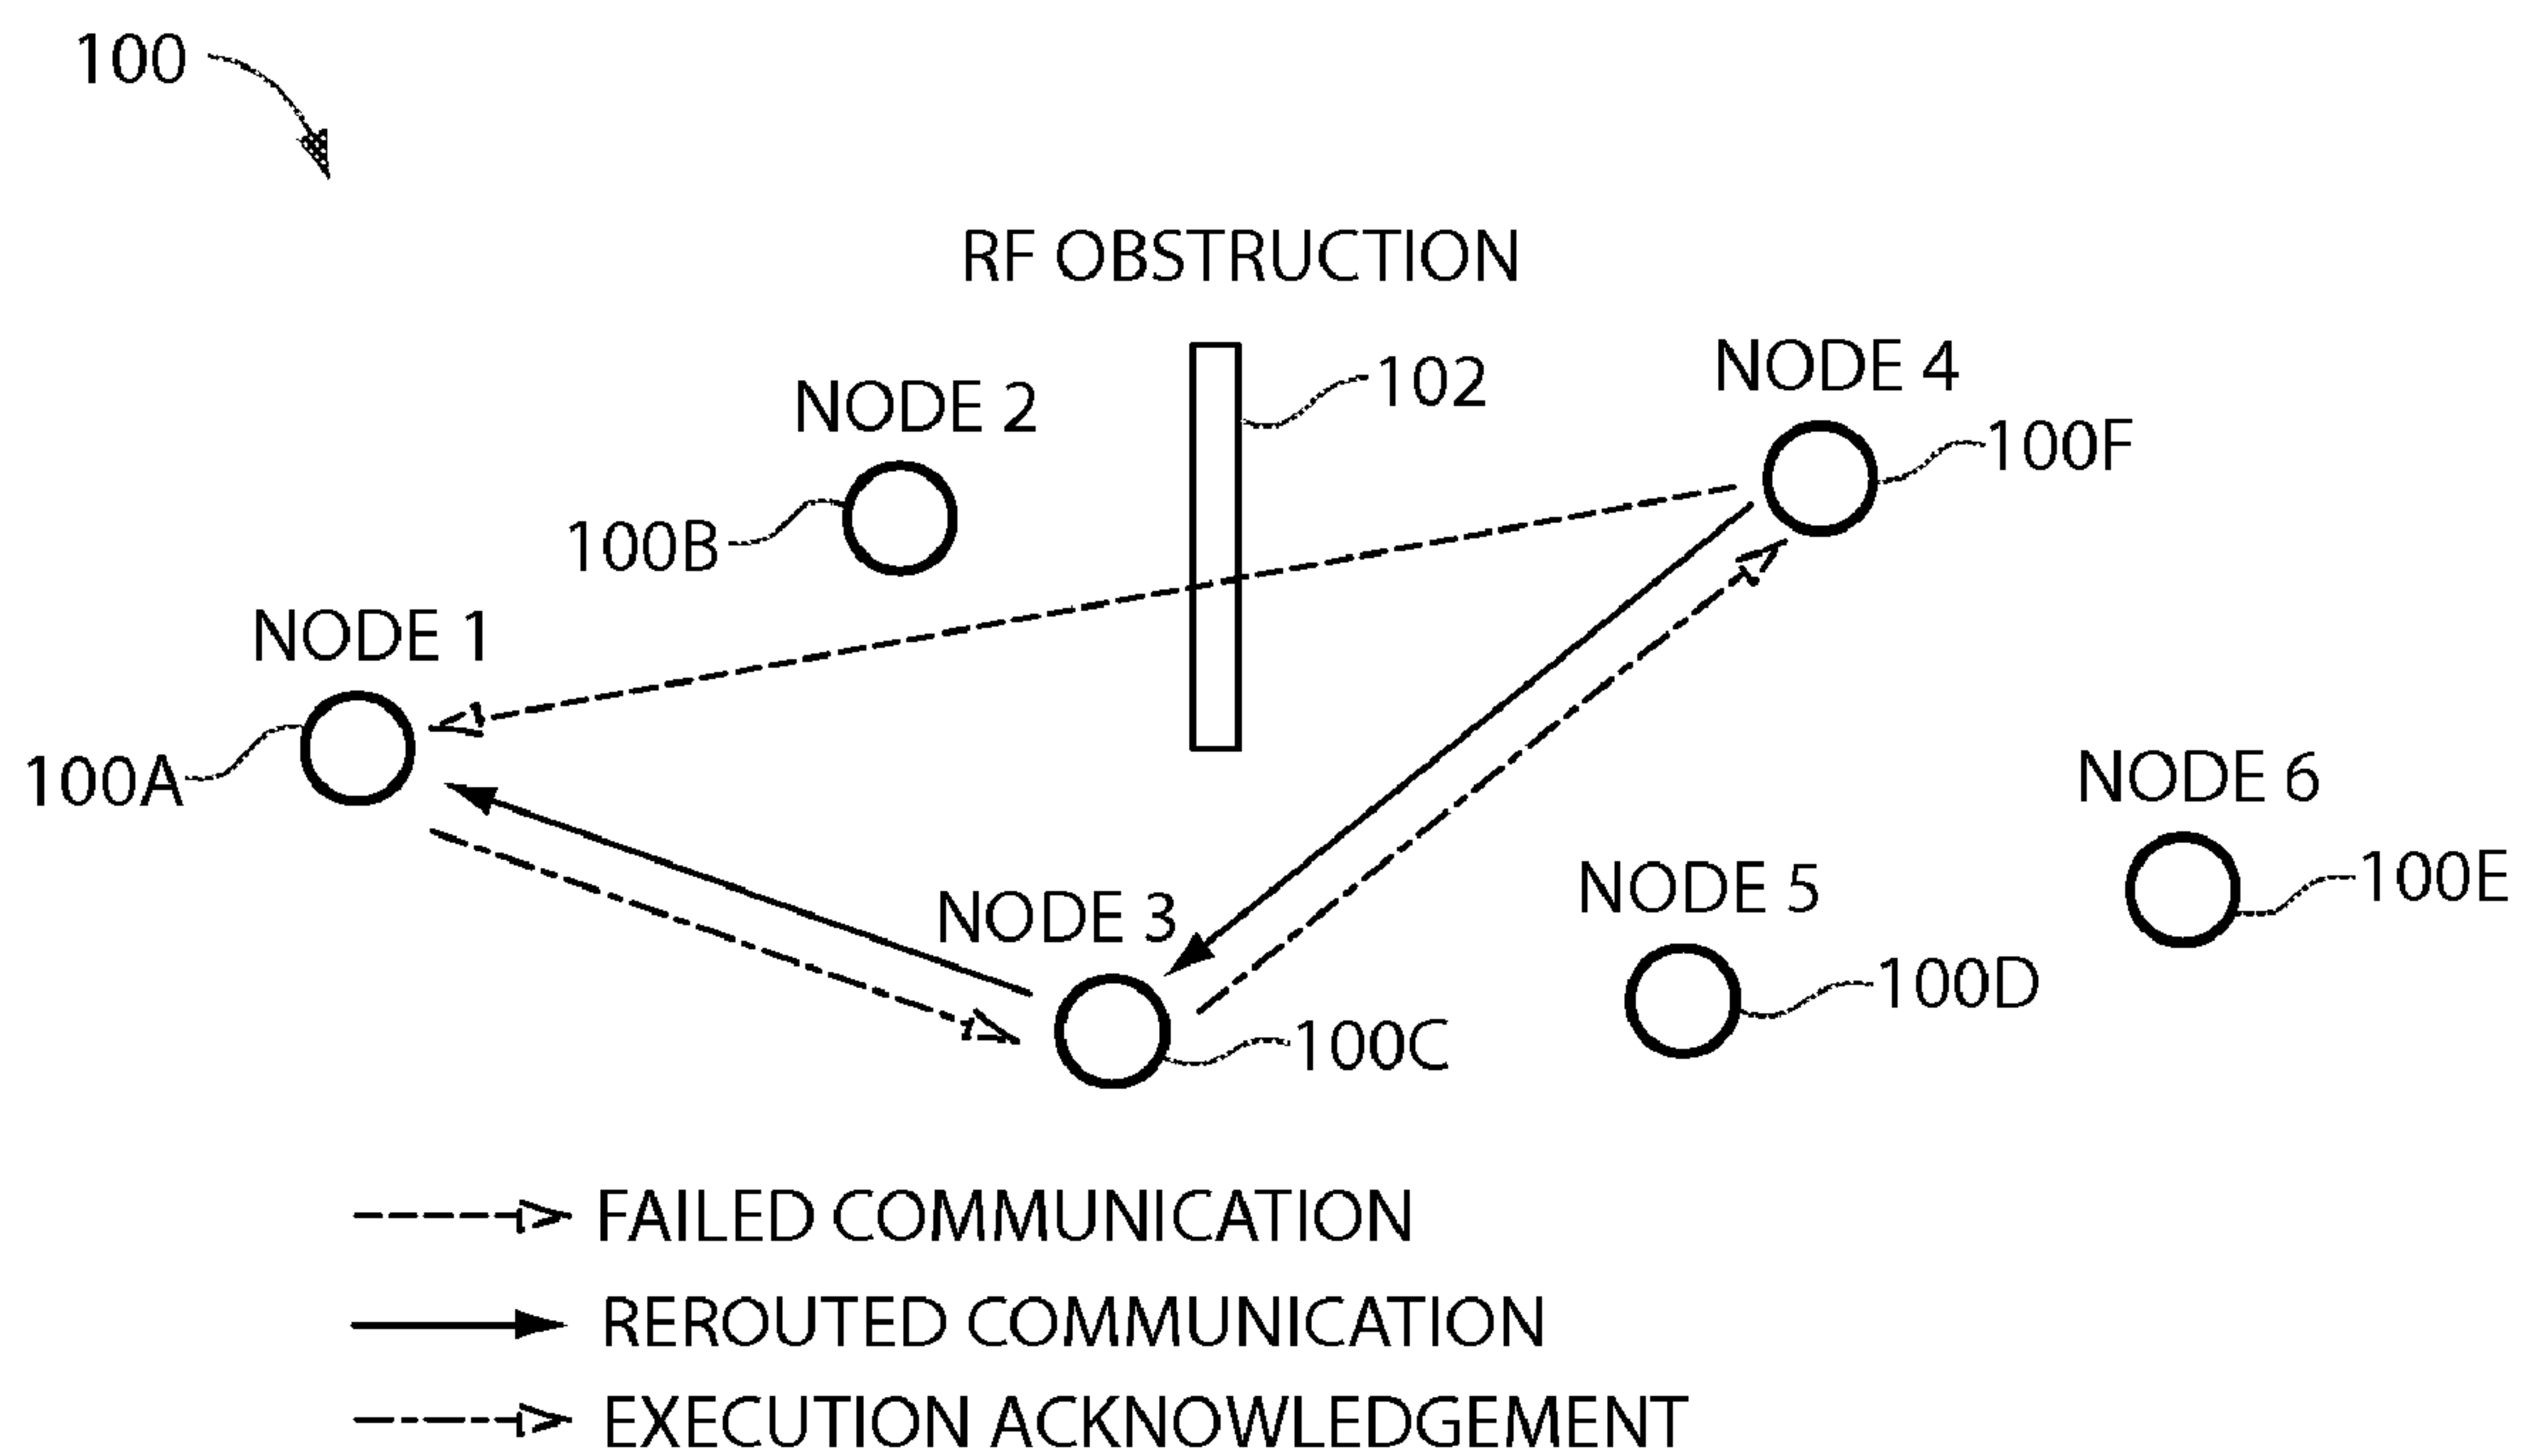 100
RF OBSTRUCTION
102
NODE 4
100F
NODE 2
100B
NODE 1
100A
NODE 6
100E
NODE 5
100D
NODE 3
100C
FAILED COMMUNICATION
REROUTED COMMUNICATION
EXECUTION ACKNOWLEDGEMENT